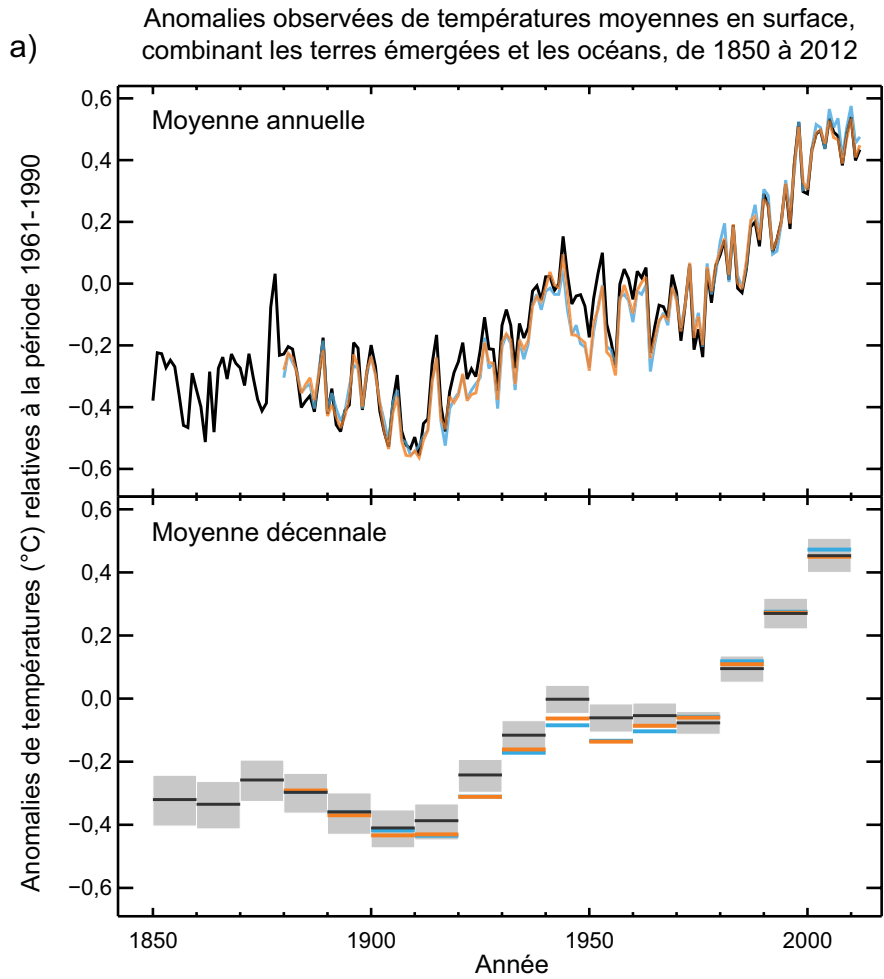 Anomalies observées de températures moyennes en surface,
combinant les terres émergées et les océans, de 1850 à 2012
a)
Anomalies de températures (°C) relatives à la période 1961-1990
Moyenne annuelle
0,6
0,4
0,2
0,0
−0,2
−0,4
−0,6
Moyenne décennale
0,6
0,4
0,2
0,0
−0,2
−0,4
−0,6
1850 1900 1950 2000
Année